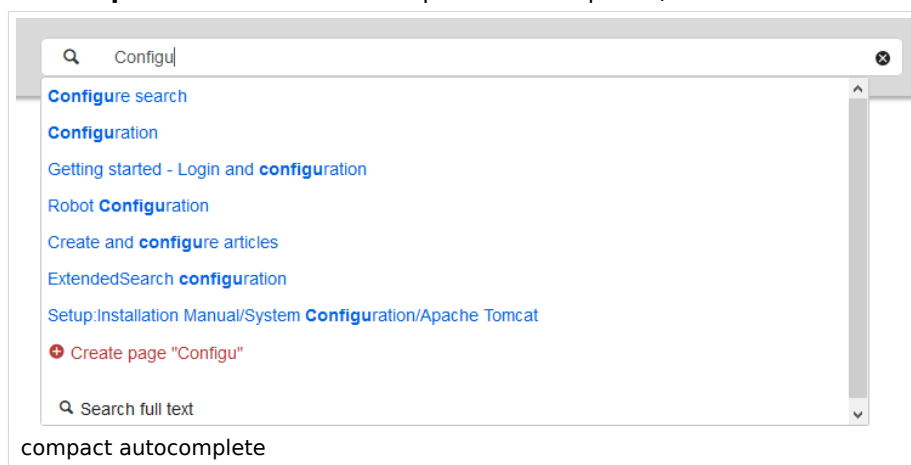 Configu
Configure search
Configuration
Getting started - Login and configuration
Robot Configuration
Create and configure articles
ExtendedSearch configuration
Setup:Installation Manual/System Configuration/Apache Tomcat
Create page "Configu"
Search full text
compact autocomplete